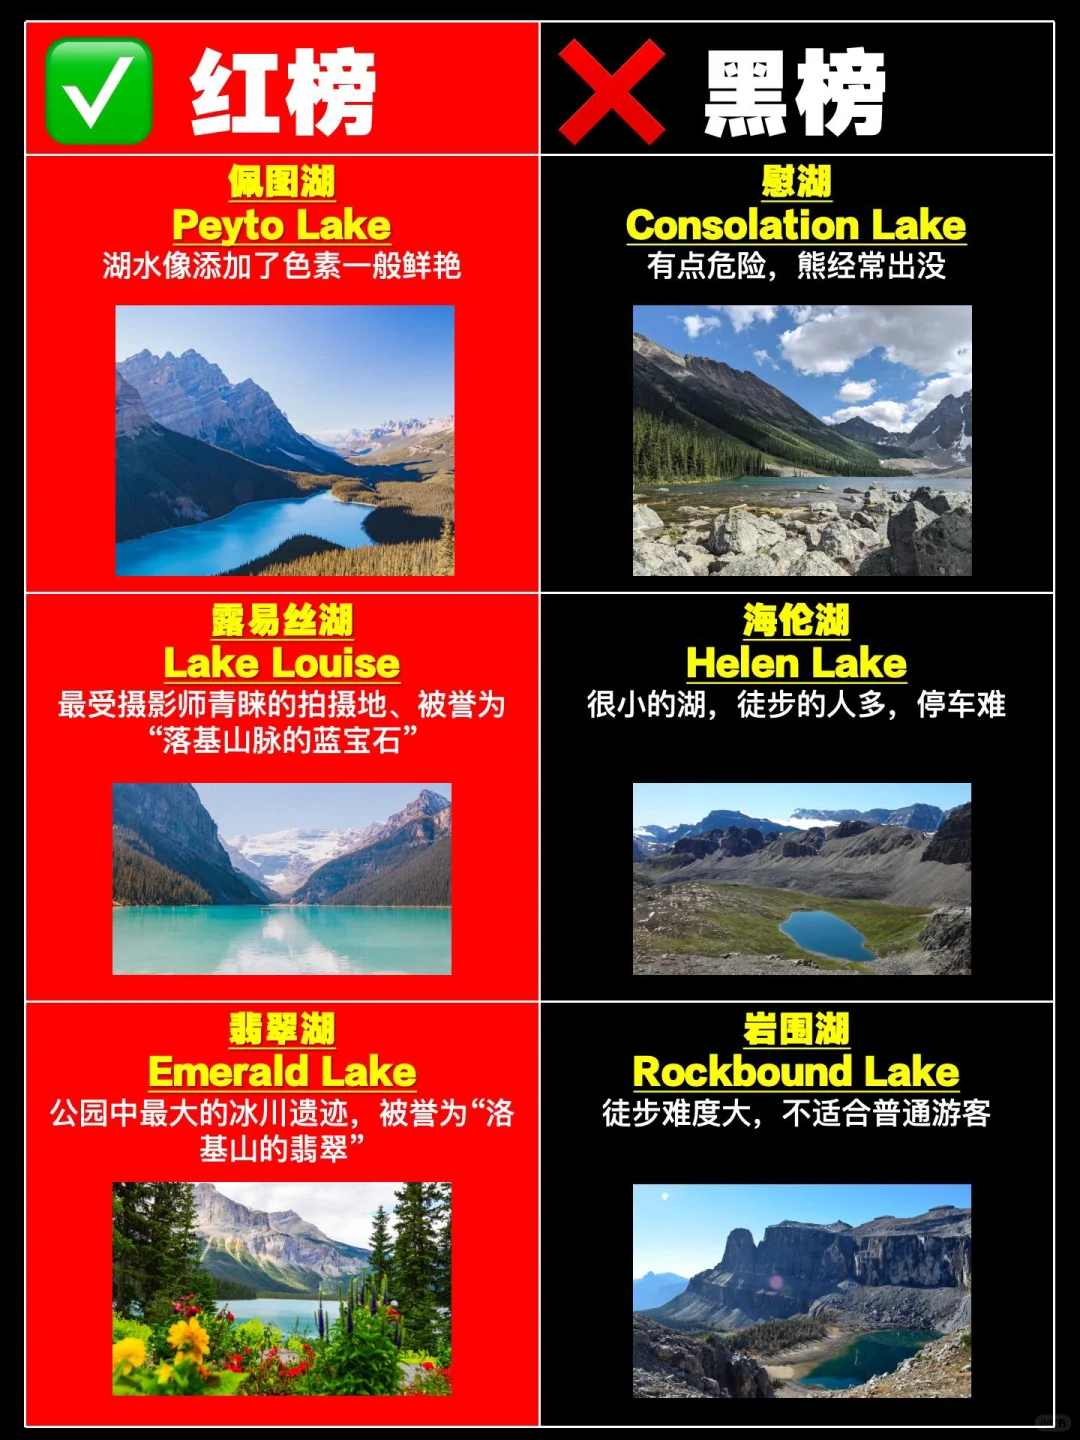 红榜
黑榜
佩图湖
Peyto Lake
湖水像添加了色素一般鲜艳
慰湖
Consolation Lake
有点危险，熊经常出没
露易丝湖
Lake Louise
最受摄影师青睐的拍摄地、被誉为
“落基山脉的蓝宝石”
海伦湖
Helen Lake
很小的湖，徒步的人多，停车难
翡翠湖
Emerald Lake
公园中最大的冰川遗迹，被誉为“洛
基山的翡翠”
岩围湖
Rockbound Lake
徒步难度大，不适合普通游客